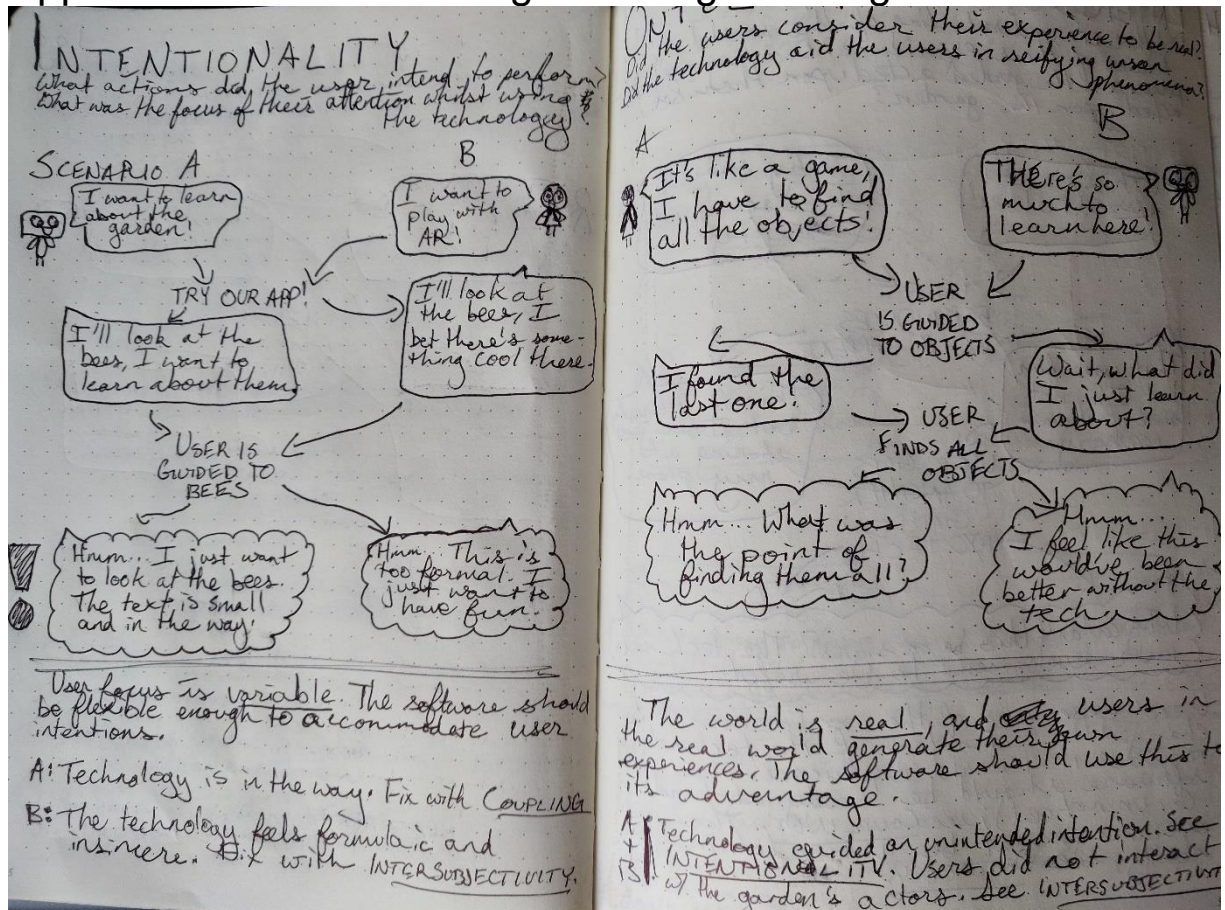 INTENTIONALITY
What actions did the user intend to perform?
What was the focus of their attention whilst using
the technology?
SCENARIO A
B
I want to learn
about the
garden!
I want to
play with
AR!
TRY OUR APP!
I'll look at the
bees, I want to
learn about them.
I'll look at
the bees, I
bet there's some-
thing cool there.
USER IS
GUIDED TO
BEES
Hmm... I just want
to look at the bees.
The text is small
and in the way!
Hmm... This is
too formal. I
just want to
have fun.
User focus is variable. The software should
be flexible enough to accommodate user
intentions.
A: Technology is in the way. Fix with COUPLING
B: The technology feels formulaic and
insincere. Fix with INTERSUBJECTIVITY.
Did the users consider their experience to be real?
Did the technology aid the users in reifying
phenomena?
A
B
It's like a game,
I have to find
all the objects!
There's so
much to
learn here!
USER
IS GUIDED
TO OBJECTS
I found the
last one!
Wait, what did
I just learn
about?
USER
FINDS ALL
OBJECTS
Hmm... What was
the point of
finding them all?
Hmm...
I feel like this
would've been
better without the
tech
The world is real, and users in
the real world generate their own
experiences. The software should use this to
its advantage.
A
+
B
Technology guided an unintended intention. See
INTENTIONALITY. Users did not interact
w/ the garden's actors. See INTERSUBJECTIVIT